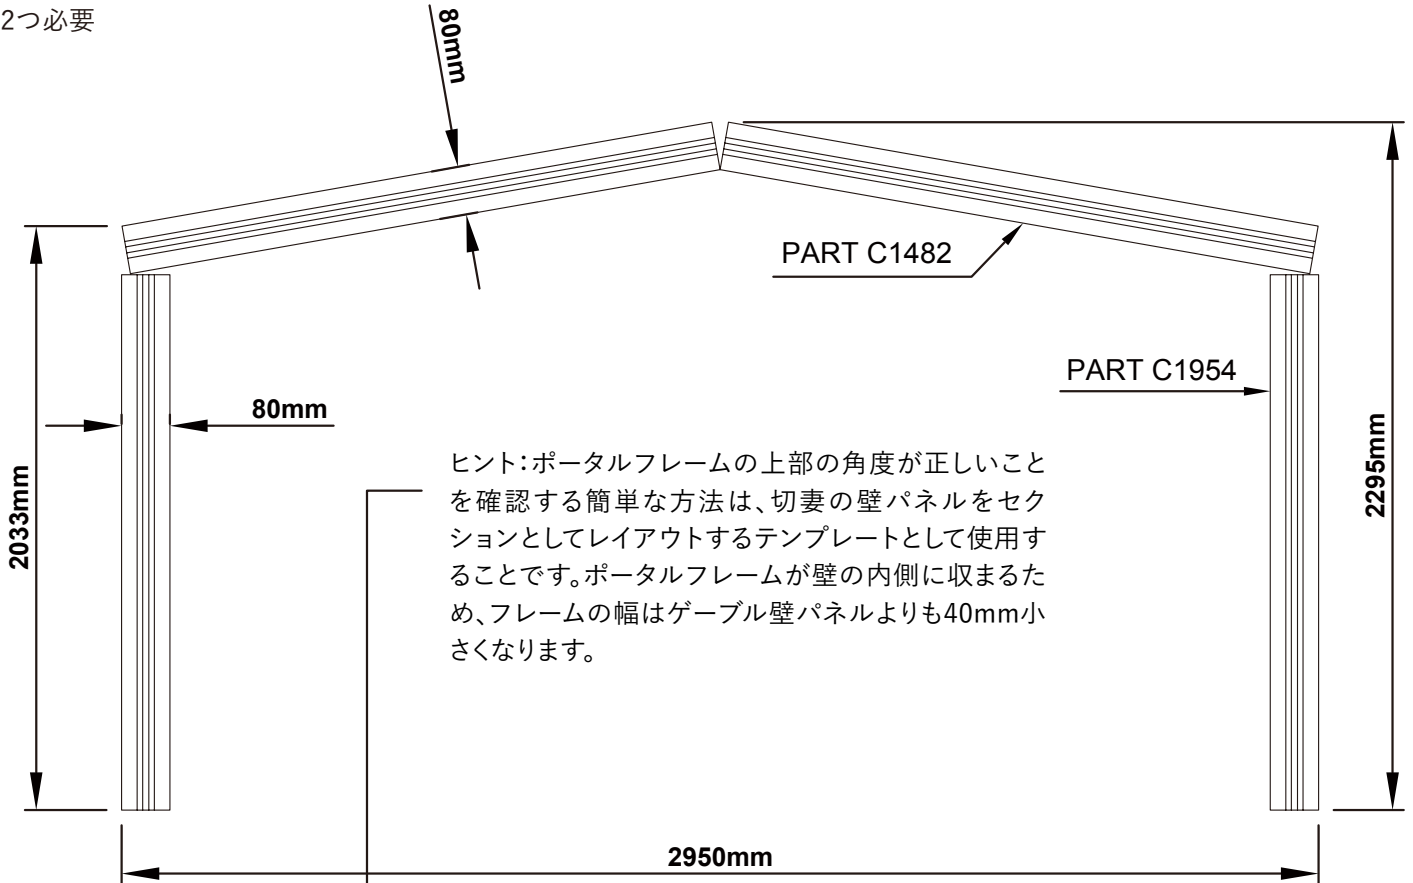 2つ必要
80mm
PART C1482
PART C1954
80mm
2033mm
2295mm
ヒント：ポータルフレームの上部の角度が正しいこと
を確認する簡単な方法は、切妻の壁パネルをセク
ションとしてレイアウトするテンプレートとして使用す
ることです。ポータルフレームが壁の内側に収まるた
め、フレームの幅はゲーブル壁パネルよりも40mm小
さくなります。
2950mm